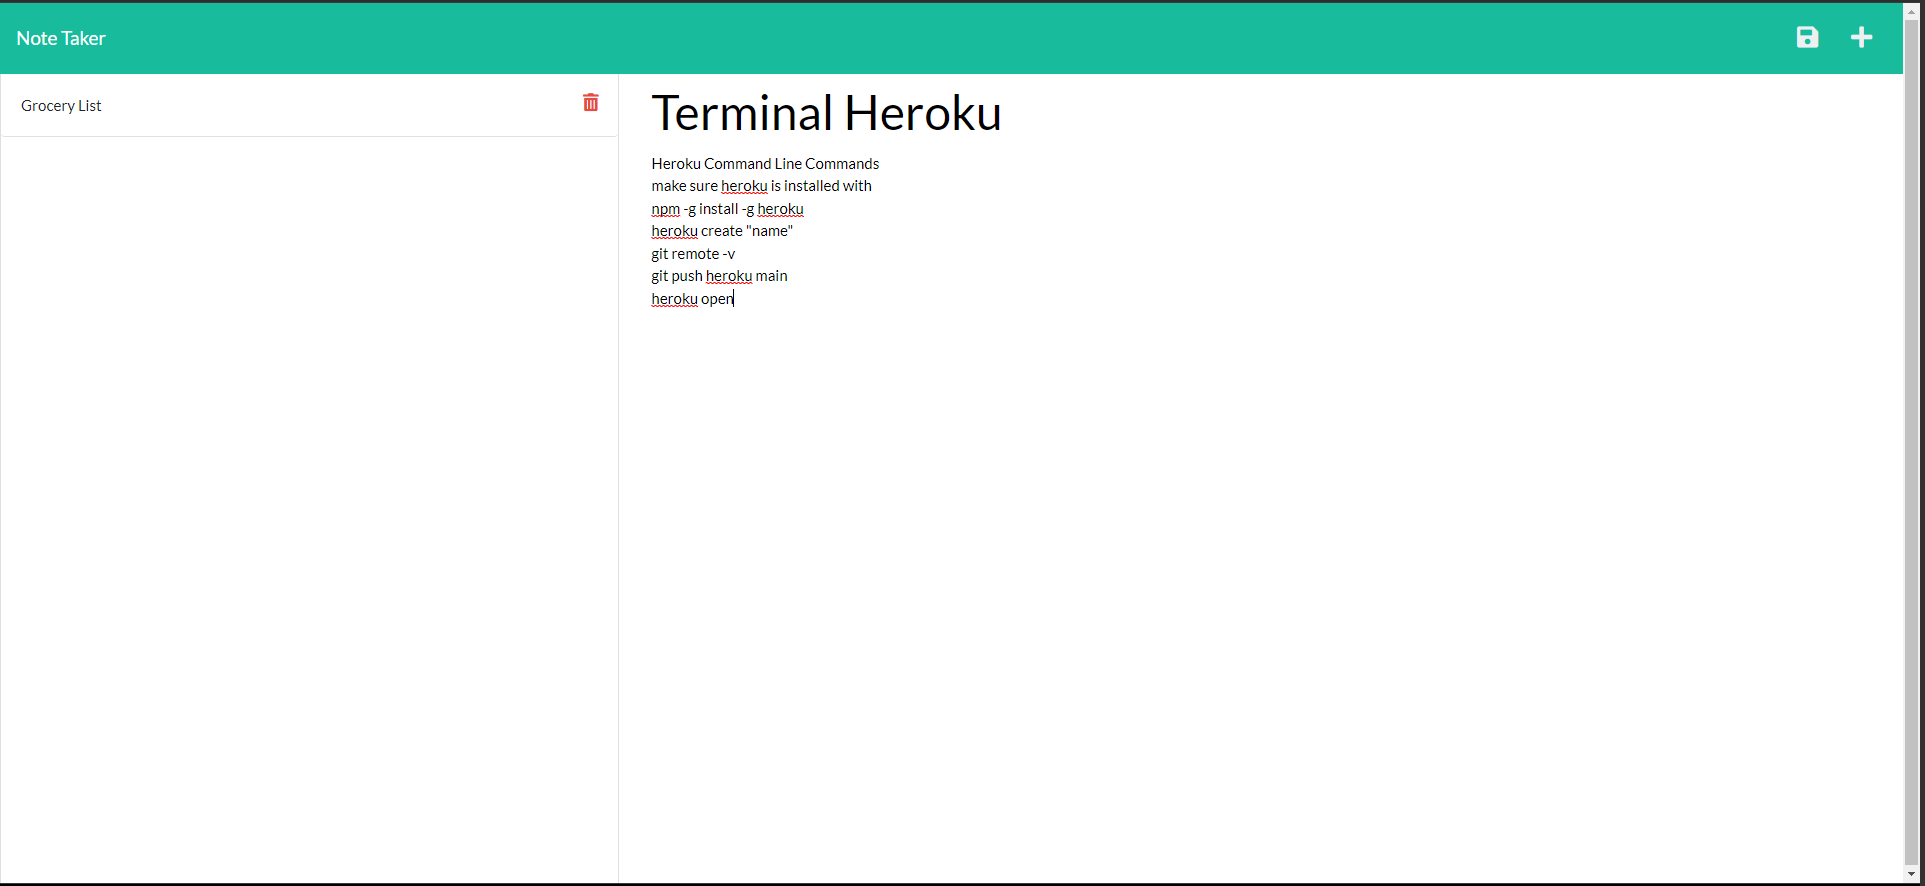 Note Taker
Grocery List
Terminal Heroku
Heroku Command Line Commands
make sure heroku is installed with
npm -g install -g heroku
heroku create "name"
git remote -v
git push heroku main
heroku open